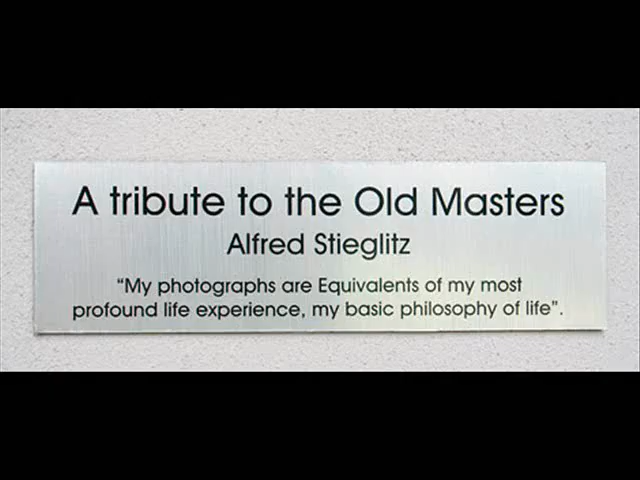 A tribute to the Old Masters
Alfred Stieglitz
“My photographs are Equivalents of my most
profound life experience, my basic philosophy of life”.